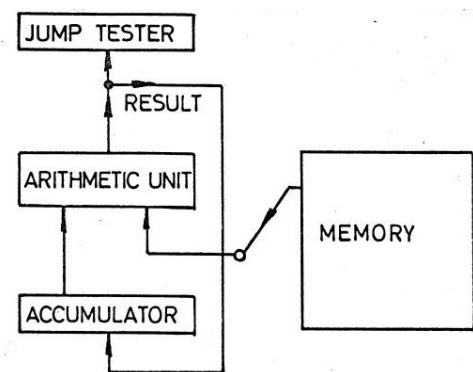 JUMP TESTER
RESULT
ARITHMETIC UNIT
MEMORY
ACCUMULATOR